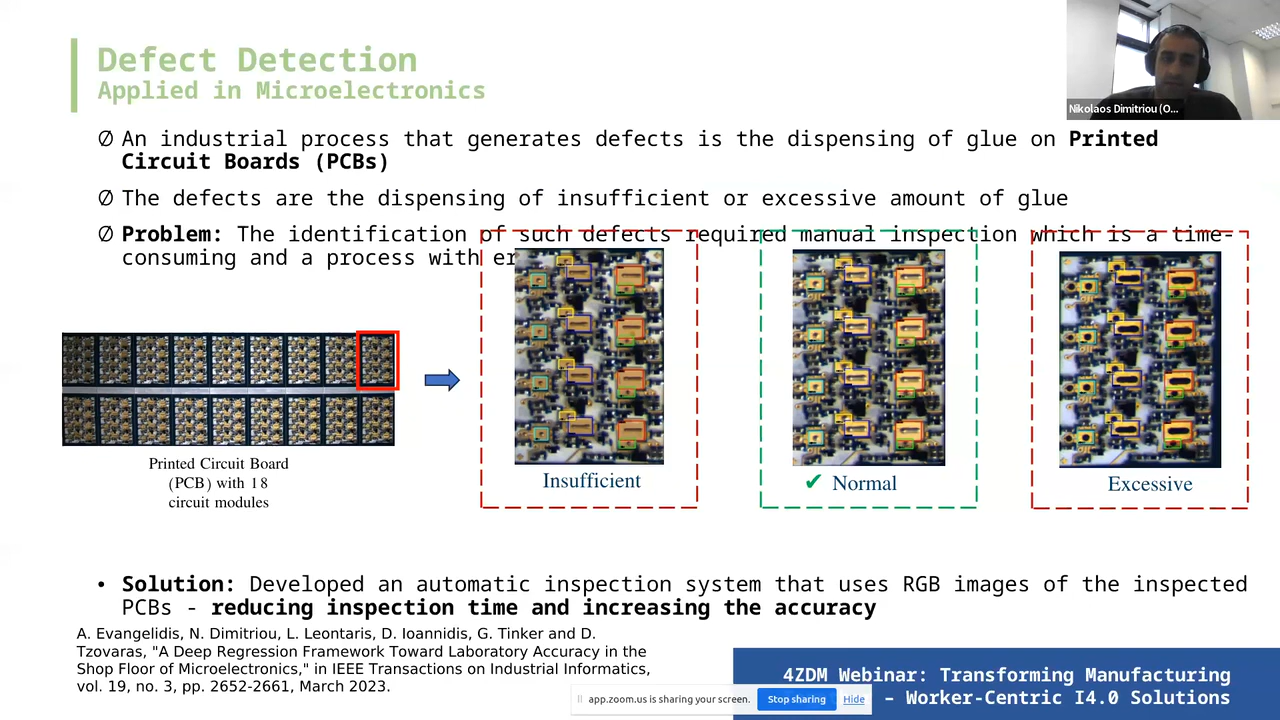 Defect Detection
Applied in Microelectronics
Nikolaos Dimitriou (O...
Ø An industrial process that generates defects is the dispensing of glue on Printed
Circuit Boards (PCBs)
Ø The defects are the dispensing of insufficient or excessive amount of glue
Ø Problem: The identification of such defects required manual inspection which is a time-
consuming and a process with er
Printed Circuit Board
(PCB) with 18
circuit modules
Insufficient
✔ Normal
Excessive
• Solution: Developed an automatic inspection system that uses RGB images of the inspected
PCBs - reducing inspection time and increasing the accuracy
A. Evangelidis, N. Dimitriou, L. Leontaris, D. Ioannidis, G. Tinker and D.
Tzovaras, "A Deep Regression Framework Toward Laboratory Accuracy in the
Shop Floor of Microelectronics," in IEEE Transactions on Industrial Informatics,
vol. 19, no. 3, pp. 2652-2661, March 2023.
4ZDM Webinar: Transforming Manufacturing
– Worker-Centric I4.0 Solutions
app.zoom.us is sharing your screen. Stop sharing Hide